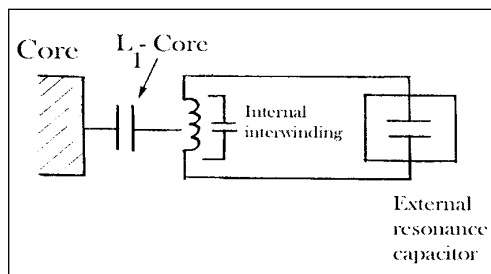 L1- Core
Core
Internal
interwinding
External
resonance
capacitor